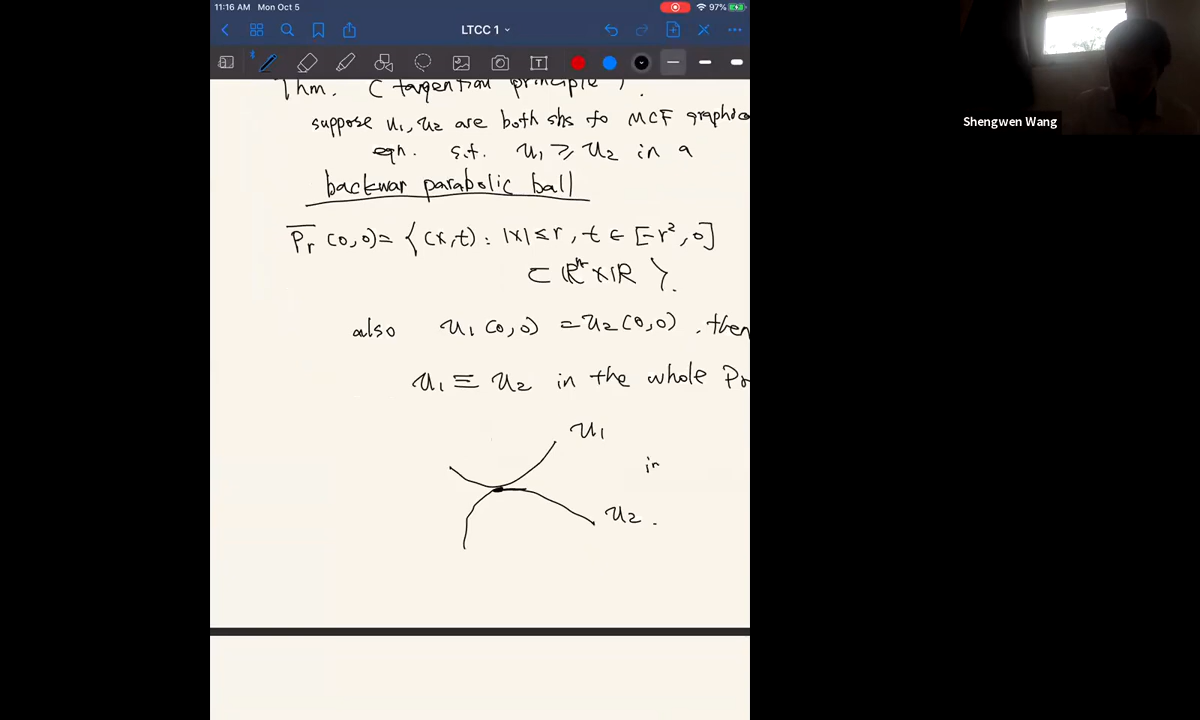 11:16 AM Mon Oct 5
97%
LTCC 1
Thm. (tangential principle).
suppose u₁, u₂ are both sols to MCF graphica
eqn. s.t. u₁ ≥ u₂ in a
backwar parabolic ball
P̅r (0,0) = { (x,t) : |x| ≤ r, t ∈ [-r², 0]
⊂ ℝⁿ × ℝ }.
also u₁ (0,0) = u₂ (0,0). then
u₁ ≡ u₂ in the whole Pr
u₁
in
u₂.
Shengwen Wang